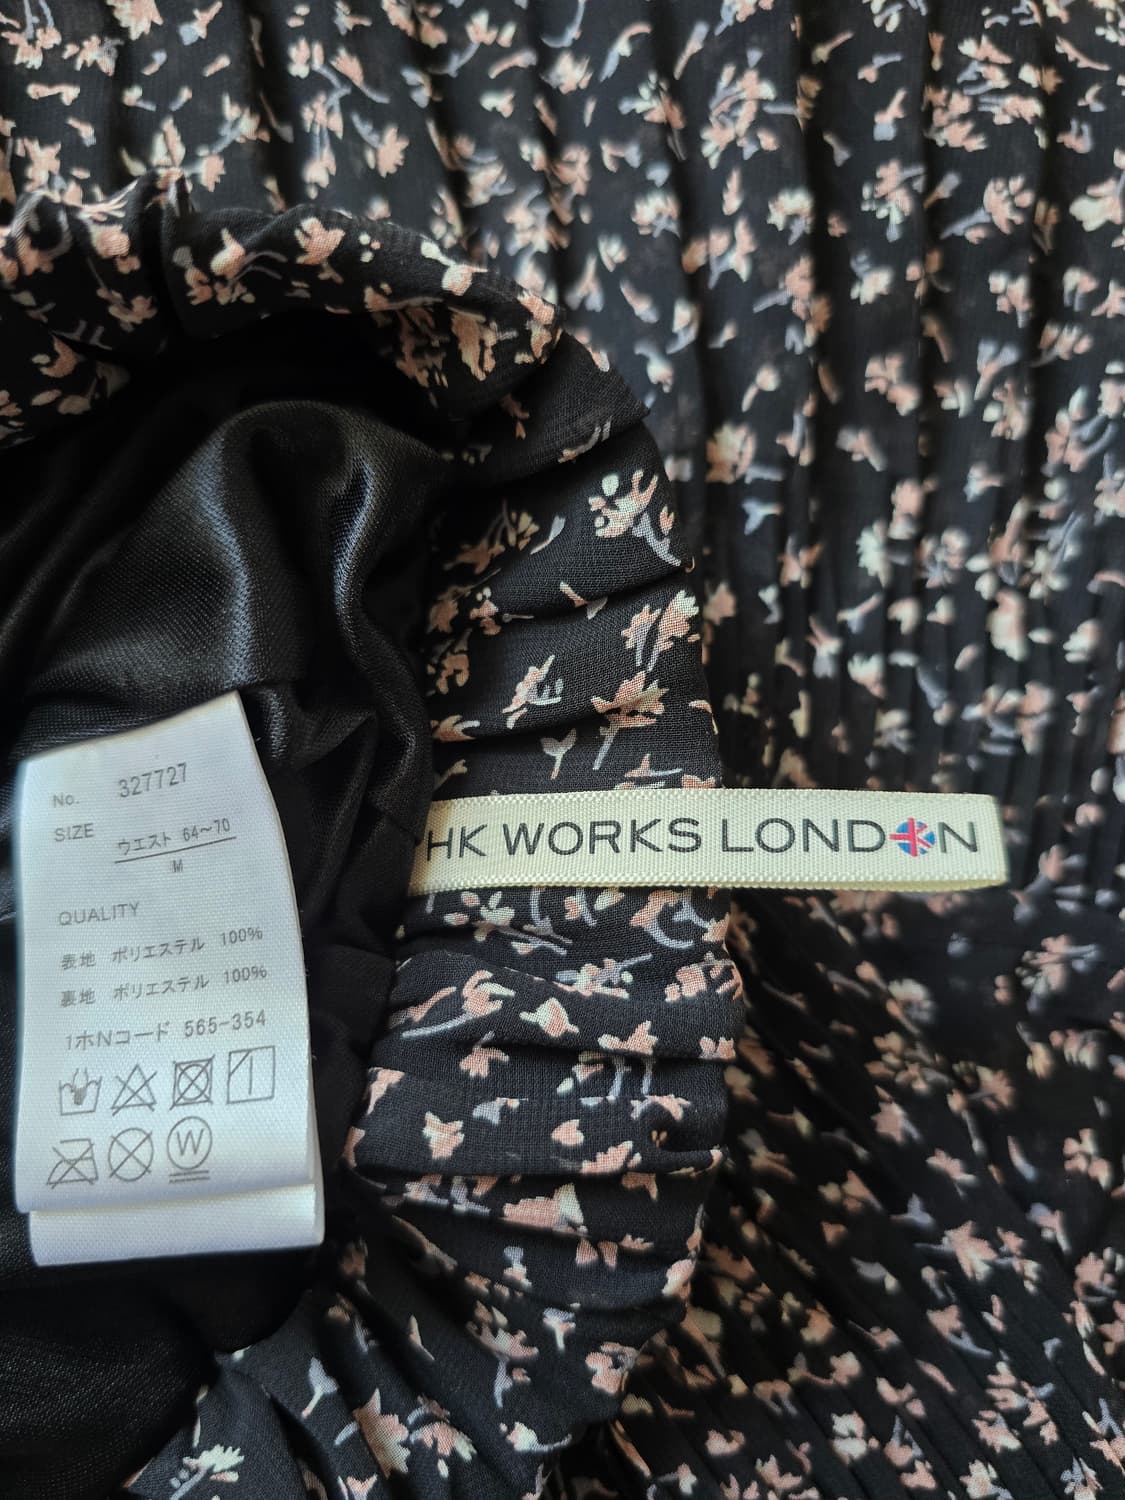 No. 327727
SIZE ウエスト 64〜70
M
QUALITY
表地 ポリエステル 100%
裏地 ポリエステル 100%
1ホNコード 565-354
W
HK WORKS LONDON